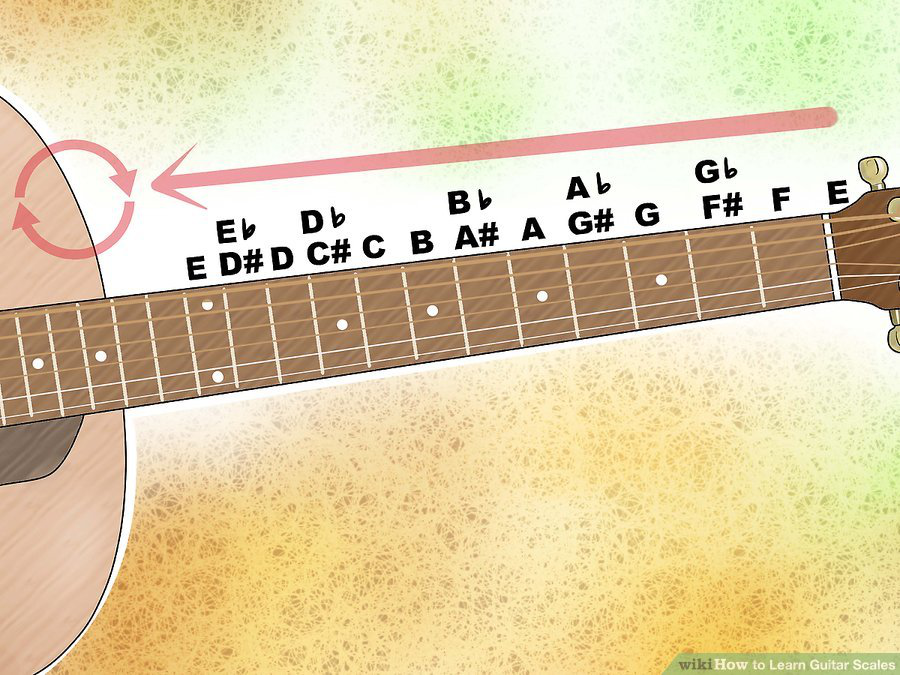 E♭ D♭ B♭ A♭ G♭
E D# D C# C B A# A G# G F# F E
wikiHow to Learn Guitar Scales